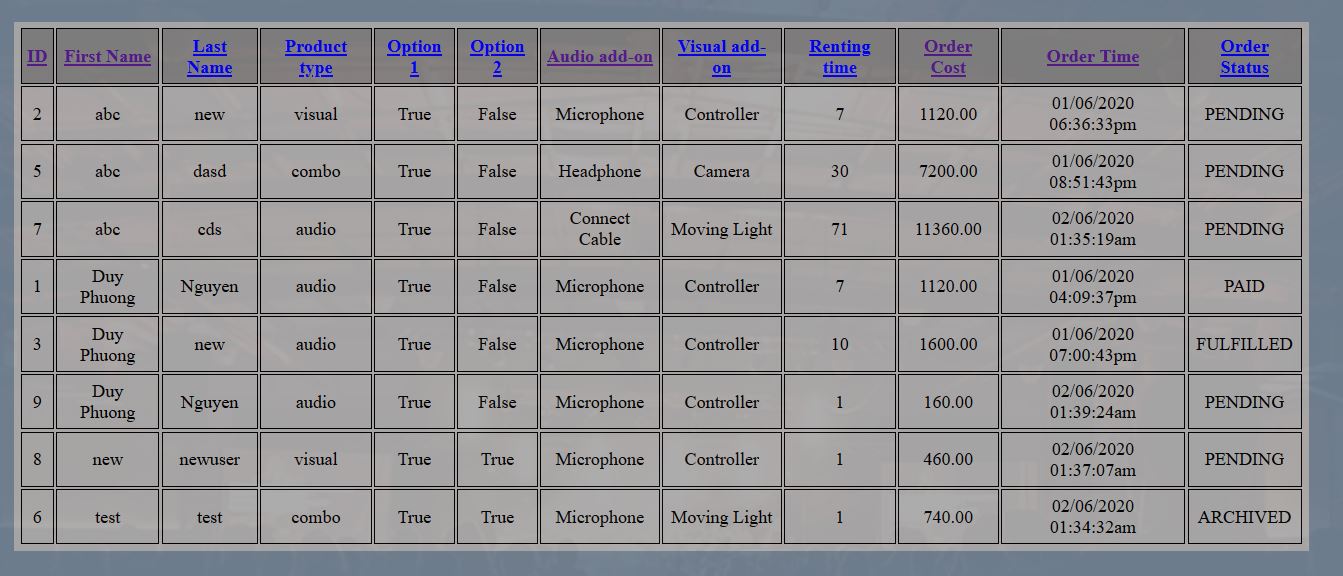 ID First Name Last Name Product type Option 1 Option 2 Audio add-on Visual add-on Renting time Order Cost Order Time Order Status
2 abc new visual True False Microphone Controller 7 1120.00 01/06/2020 06:36:33pm PENDING
5 abc dasd combo True False Headphone Camera 30 7200.00 01/06/2020 08:51:43pm PENDING
7 abc cds audio True False Connect Cable Moving Light 71 11360.00 02/06/2020 01:35:19am PENDING
1 Duy Phuong Nguyen audio True False Microphone Controller 7 1120.00 01/06/2020 04:09:37pm PAID
3 Duy Phuong new audio True False Microphone Controller 10 1600.00 01/06/2020 07:00:43pm FULFILLED
9 Duy Phuong Nguyen audio True False Microphone Controller 1 160.00 02/06/2020 01:39:24am PENDING
8 new newuser visual True True Microphone Controller 1 460.00 02/06/2020 01:37:07am PENDING
6 test test combo True True Microphone Moving Light 1 740.00 02/06/2020 01:34:32am ARCHIVED